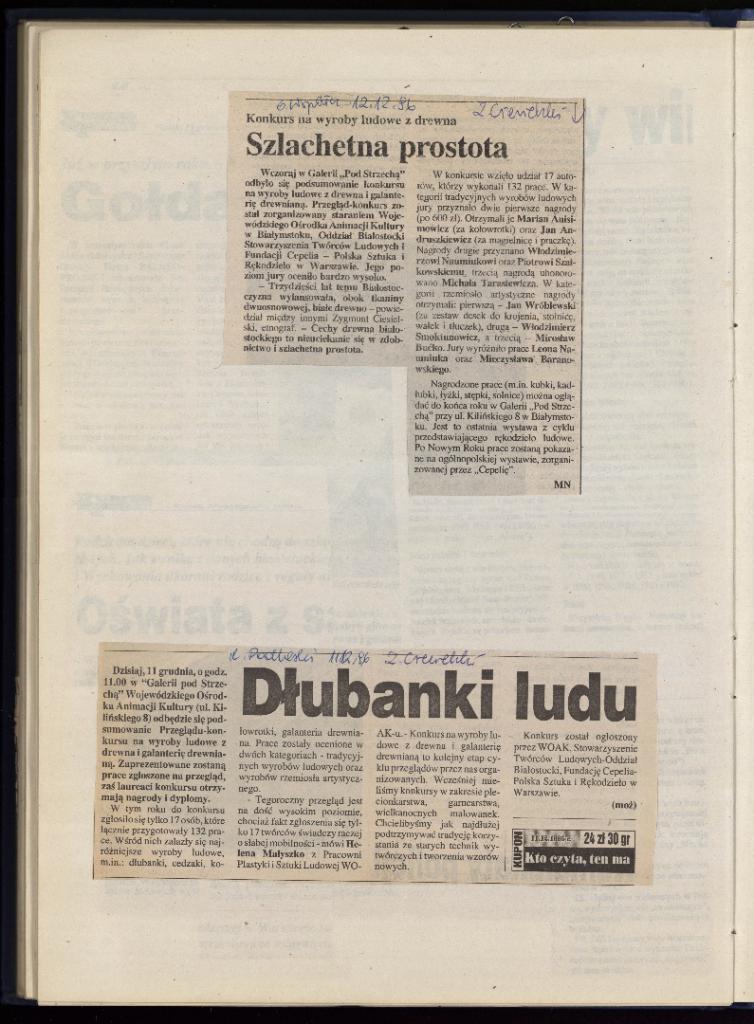 12.12.96
Konkurs na wyroby ludowe z drewna
Szlachetna prostota
Wczoraj w Galerii „Pod Strzechą”
odbyło się podsumowanie konkursu
na wyroby ludowe z drewna i galante-
rię drewnianą. Przegląd-konkurs zo-
stał zorganizowany staraniem Woje-
wódzkiego Ośrodka Animacji Kultury
w Białymstoku, Oddział Białostocki
Stowarzyszenia Twórców Ludowych i
Fundacji Cepelia – Polska Sztuka i
Rękodzieło w Warszawie. Jego po-
ziom jury oceniło bardzo wysoko.
– Trzydzieści lat temu Białostoc-
czyzna wylansowała, obok tkaniny
dwuosnowowej, białe drewno – powie-
dział między innymi Zygmunt Ciesiel-
ski, etnograf. – Cechy drewna biało-
stockiego to nieuciekanie się w zdob-
nictwo i szlachetna prostota.
W konkursie wzięło udział 17 auto-
rów, którzy wykonali 132 prace. W ka-
tegorii tradycyjnych wyrobów ludowych
jury przyznało dwie pierwsze nagrody
(po 600 zł). Otrzymali je Marian Anisi-
mowicz (za kołowrotki) oraz Jan An-
druszkiewicz (za magielnicę i praczkę).
Nagrody drugie przyznano Włodzimie-
rzowi Naumiukowi oraz Piotrowi Szał-
kowskiemu, trzecią nagrodą uhonoro-
wano Michała Tarasiewicza. W kate-
gorii rzemiosło artystyczne nagrody
otrzymali: pierwszą – Jan Wróblewski
(za zestaw desek do krojenia, stolnicę,
wałek i tłuczek), drugą – Włodzimierz
Smoktunowicz, a trzecią – Mirosław
Bućko. Jury wyróżniło prace Leona Na-
umiuka oraz Mieczysława Barano-
wskiego.
Nagrodzone prace (m.in. kubki, kad-
łubki, łyżki, stępki, solnice) można oglą-
dać do końca roku w Galerii „Pod Strze-
chą” przy ul. Kilińskiego 8 w Białymsto-
ku. Jest to ostatnia wystawa z cyklu
przedstawiającego rękodzieło ludowe.
Po Nowym Roku prace zostaną pokaza-
ne na ogólnopolskiej wystawie, zorgani-
zowanej przez „Cepelię”.
MN
11.12.96
Dłubanki ludu
Dzisiaj, 11 grudnia, o godz.
11.00 w "Galerii pod Strze-
chą" Wojewódzkiego Ośrod-
ku Animacji Kultury (ul. Ki-
lińskiego 8) odbędzie się pod-
sumowanie Przeglądu-kon-
kursu na wyroby ludowe z
drewna i galanterię drewnia-
ną. Zaprezentowane zostaną
prace zgłoszone na przegląd,
zaś laureaci konkursu otrzy-
mają nagrody i dyplomy.
W tym roku do konkursu
zgłosiło się tylko 17 osób, które
łącznie przygotowały 132 pra-
ce. Wśród nich zalazły się naj-
różniejsze wyroby ludowe,
m.in.: dłubanki, cedzaki, ko-
łowrotki, galanteria drewnia-
na. Prace zostały ocenione w
dwóch kategoriach - tradycyj-
nych wyrobów ludowych oraz
wyrobów rzemiosła artystycz-
nego.
- Tegoroczny przegląd jest
na dość wysokim poziomie,
chociaż fakt zgłoszenia się tyl-
ko 17 twórców świadczy raczej
o słabej mobilności - mówi He-
lena Małyszko z Pracowni
Plastyki i Sztuki Ludowej WO-
AK-u. - Konkurs na wyroby lu-
dowe z drewna i galanterię
drewnianą to kolejny etap cy-
klu przeglądów przez nas or-
ganizowanych. Wcześniej mie-
liśmy konkursy w zakresie ple-
cionkarstwa, garncarstwa,
wielkanocnych malowanek.
Chcielibyśmy jak najdłużej
podtrzymywać tradycję korzy-
stania ze starych technik wy-
twórczych i tworzenia wzorów
nowych.
Konkurs został ogłoszony
przez WOAK, Stowarzyszenie
Twórców Ludowych-Oddział
Białostocki, Fundację Cepelia-
Polska Sztuka i Rękodzieło w
Warszawie.
(moż)
KUPON
11.12.1996 r.
24 zł 30 gr
Kto czyta, ten ma